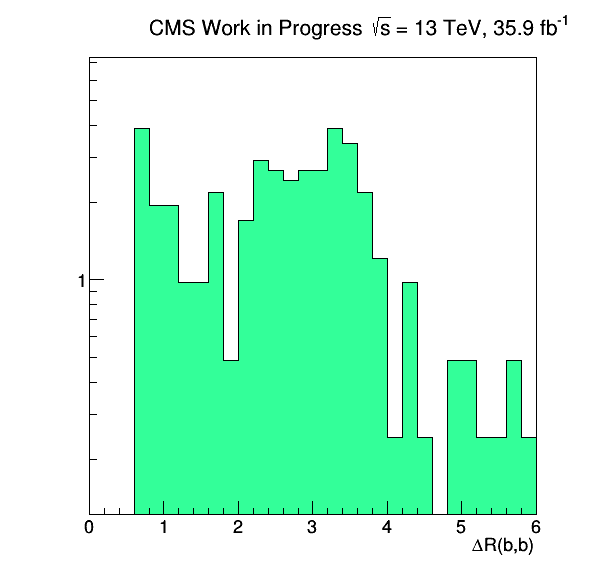 CMS Work in Progress √s = 13 TeV, 35.9 fb⁻¹
1
0 1 2 3 4 5 6
ΔR(b,b)